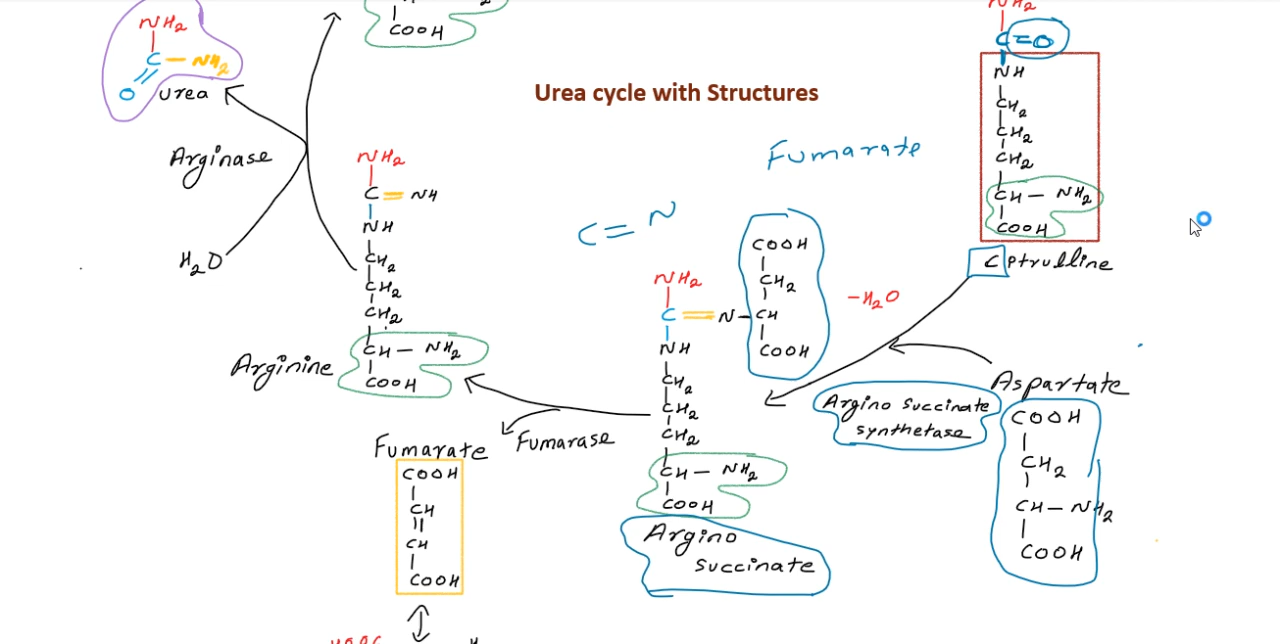 NH2
C — NH2
O
urea
COOH
Urea cycle with Structures
NH2
C=O
NH
CH2
CH2
CH2
CH — NH2
COOH
Citrulline
Fumarate
C = N
Arginase
H2O
NH2
C = NH
NH
CH2
CH2
CH2
CH — NH2
COOH
Arginine
NH2
C = N — CH
NH
CH2
CH2
CH2
CH — NH2
COOH
Argino
succinate
COOH
CH2
COOH
-H2O
Argino succinate
synthetase
Aspartate
COOH
CH2
CH — NH2
COOH
Fumarase
Fumarate
COOH
CH
CH
COOH